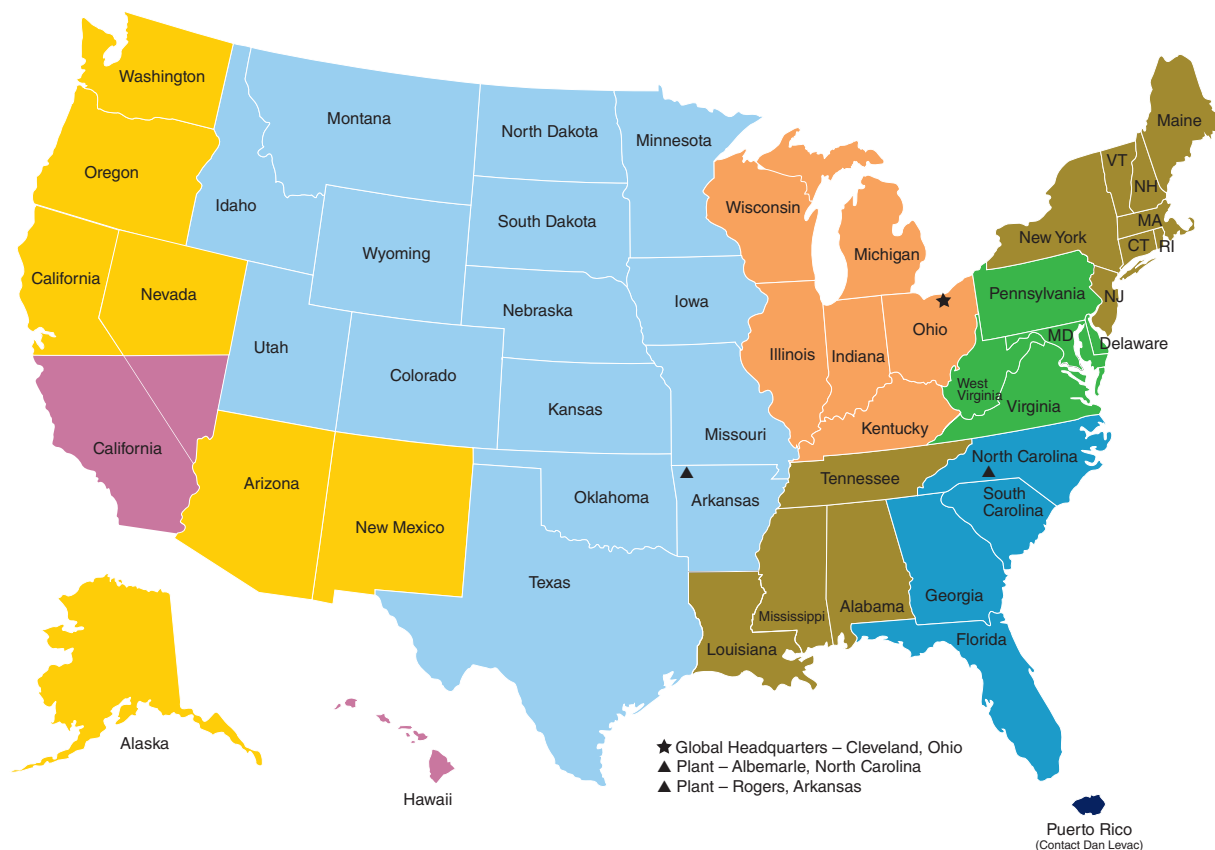 Washington
Oregon
California
Nevada
Idaho
Montana
Wyoming
Utah
Colorado
California
Arizona
New Mexico
North Dakota
South Dakota
Nebraska
Kansas
Oklahoma
Texas
Minnesota
Iowa
Missouri
Arkansas
Wisconsin
Michigan
Illinois
Indiana
Ohio
Kentucky
Tennessee
Mississippi
Alabama
Louisiana
Maine
VT
NH
MA
CT
RI
New York
NJ
Pennsylvania
MD
Delaware
West
Virginia
Virginia
North Carolina
South
Carolina
Georgia
Florida
Alaska
Hawaii
★ Global Headquarters – Cleveland, Ohio
▲ Plant – Albemarle, North Carolina
▲ Plant – Rogers, Arkansas
Puerto Rico
(Contact Dan Levac)